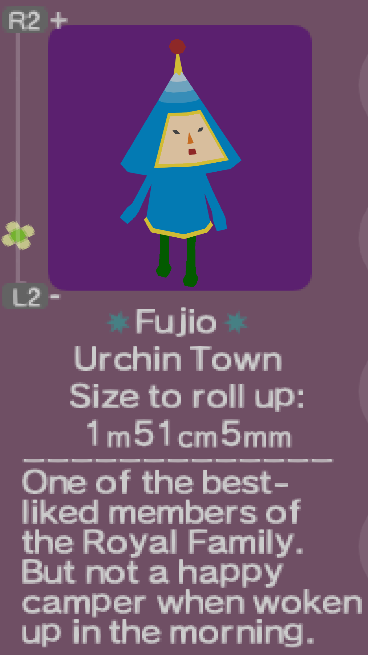 R2 +
L2 -
Fujio
Urchin Town
Size to roll up:
1m51cm5mm
One of the best-
liked members of
the Royal Family.
But not a happy
camper when woken
up in the morning.